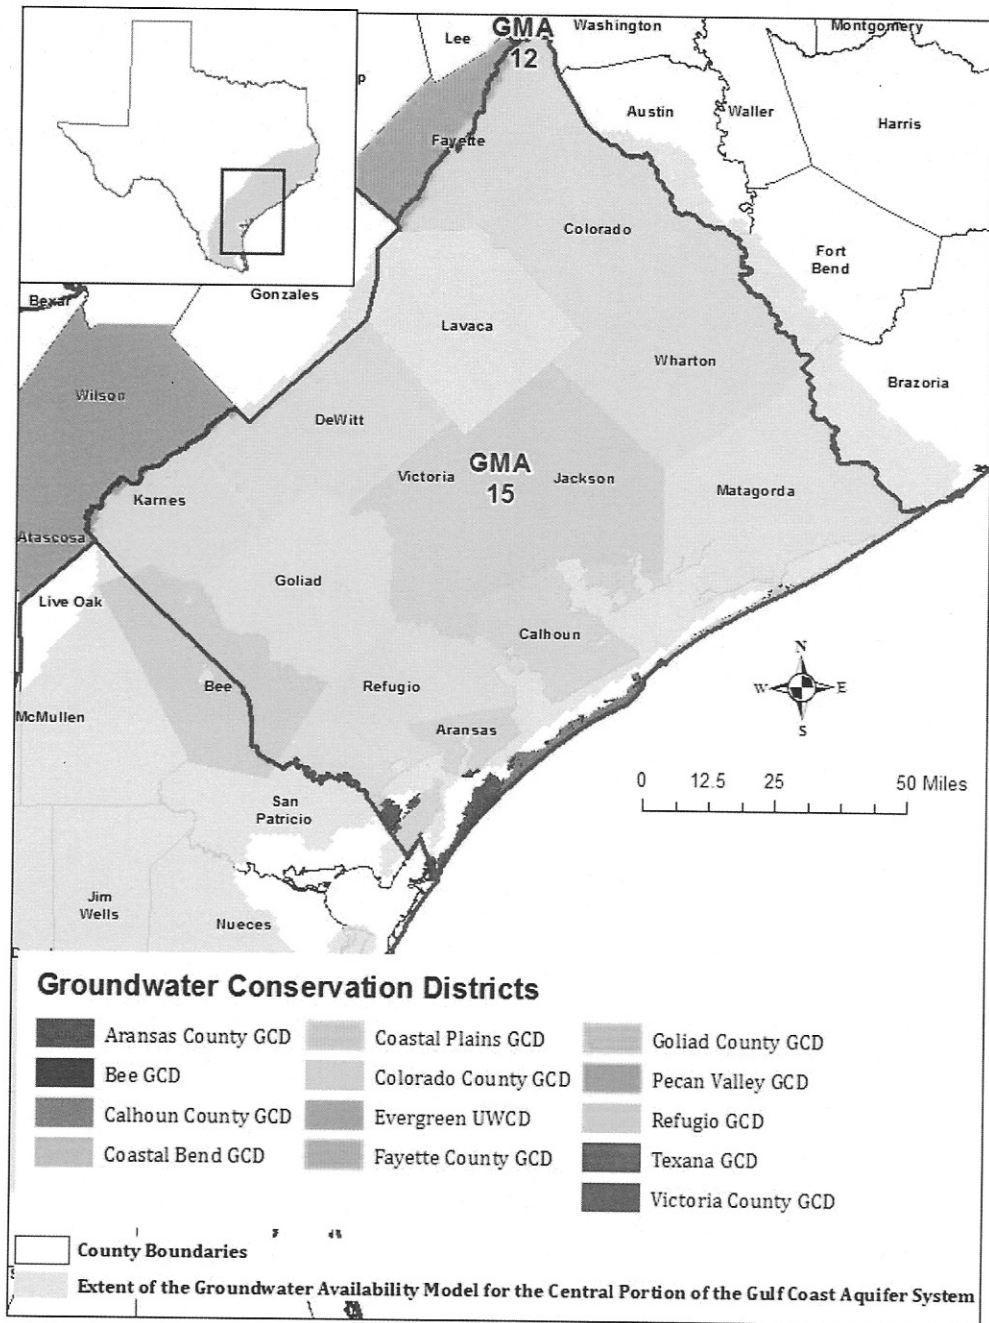 GMA
12
Washington
Montgomery
Lee
p
Austin
Waller
Harris
Fayette
Colorado
Fort
Bend
Bexar
Gonzales
Lavaca
Wharton
Brazoria
Wilson
DeWitt
GMA
15
Victoria
Jackson
Matagorda
Karnes
Atascosa
Goliad
Live Oak
Calhoun
Bee
Refugio
McMullen
Aransas
N
W
E
S
0 12.5 25 50 Miles
San
Patricio
Jim
Wells
Nueces
Groundwater Conservation Districts
Aransas County GCD
Bee GCD
Calhoun County GCD
Coastal Bend GCD
Coastal Plains GCD
Colorado County GCD
Evergreen UWCD
Fayette County GCD
Goliad County GCD
Pecan Valley GCD
Refugio GCD
Texana GCD
Victoria County GCD
County Boundaries
Extent of the Groundwater Availability Model for the Central Portion of the Gulf Coast Aquifer System